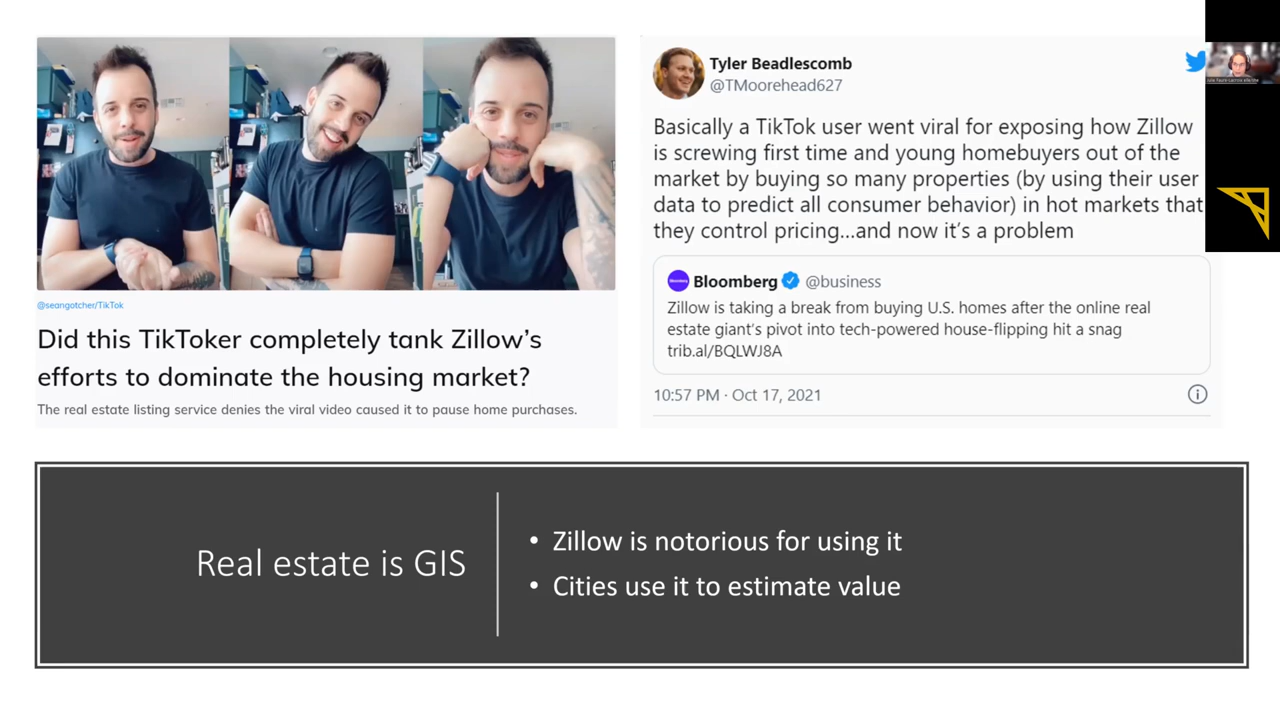 @seangotcher/TikTok
Did this TikToker completely tank Zillow's
efforts to dominate the housing market?
The real estate listing service denies the viral video caused it to pause home purchases.
Tyler Beadlescomb
@TMoorehead627
Basically a TikTok user went viral for exposing how Zillow
is screwing first time and young homebuyers out of the
market by buying so many properties (by using their user
data to predict all consumer behavior) in hot markets that
they control pricing...and now it's a problem
Bloomberg @business
Zillow is taking a break from buying U.S. homes after the online real
estate giant's pivot into tech-powered house-flipping hit a snag
trib.al/BQLWJ8A
10:57 PM · Oct 17, 2021
Real estate is GIS
• Zillow is notorious for using it
• Cities use it to estimate value